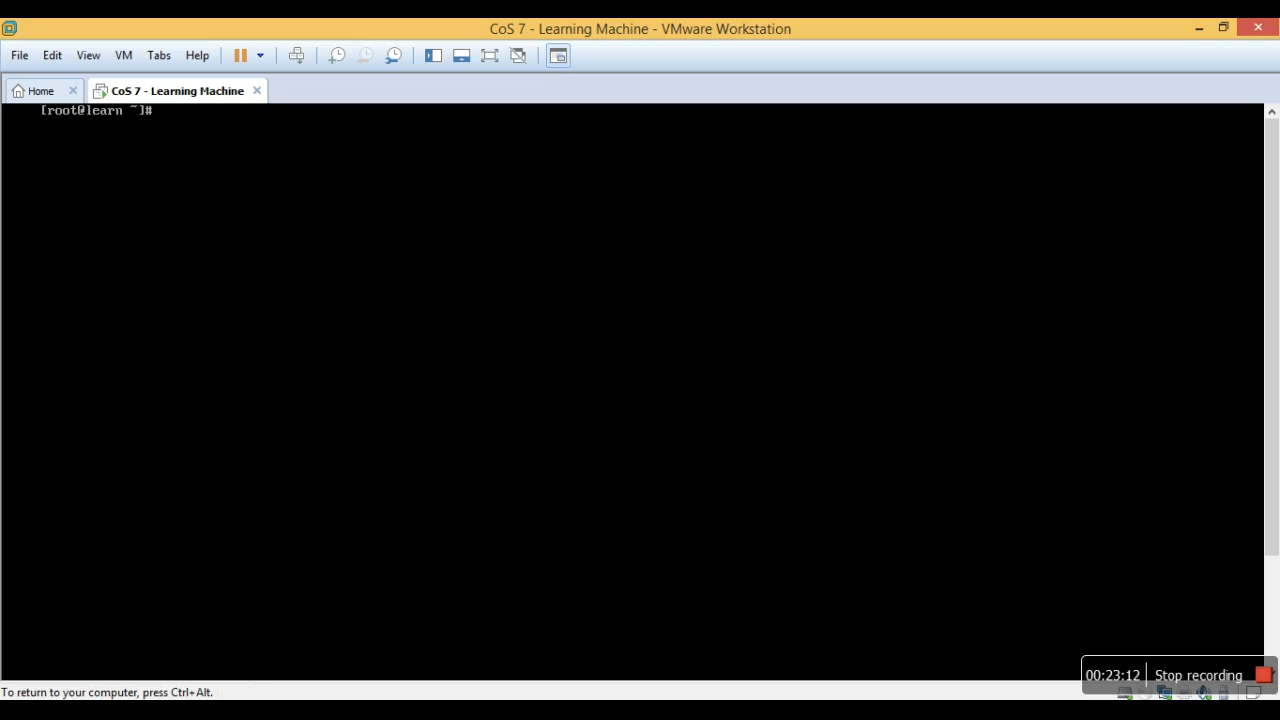 CoS 7 - Learning Machine - VMware Workstation
File Edit View VM Tabs Help
Home CoS 7 - Learning Machine
[root@learn ~]#
00:23:12 Stop recording
To return to your computer, press Ctrl+Alt.